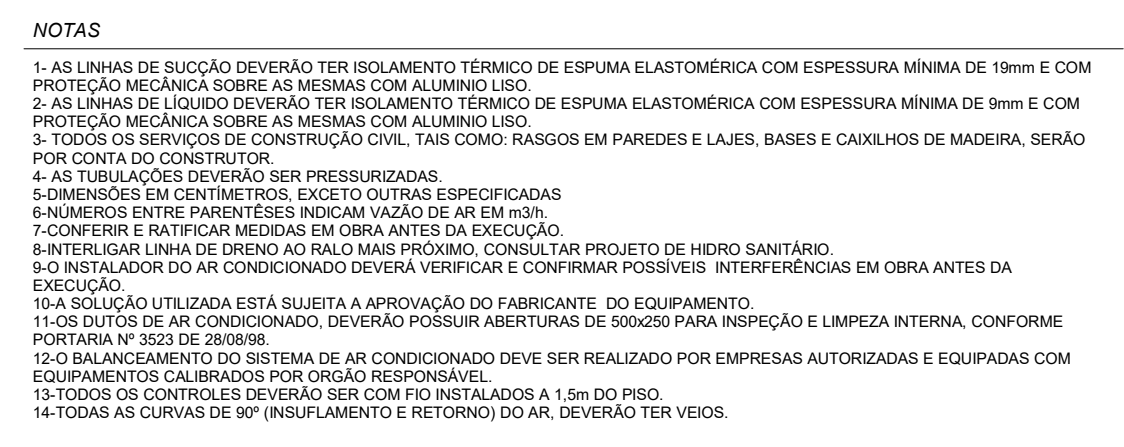 NOTAS
1- AS LINHAS DE SUCÇÃO DEVERÃO TER ISOLAMENTO TÉRMICO DE ESPUMA ELASTOMÉRICA COM ESPESSURA MÍNIMA DE 19mm E COM
PROTEÇÃO MECÂNICA SOBRE AS MESMAS COM ALUMINIO LISO.
2- AS LINHAS DE LÍQUIDO DEVERÃO TER ISOLAMENTO TÉRMICO DE ESPUMA ELASTOMÉRICA COM ESPESSURA MÍNIMA DE 9mm E COM
PROTEÇÃO MECÂNICA SOBRE AS MESMAS COM ALUMINIO LISO.
3- TODOS OS SERVIÇOS DE CONSTRUÇÃO CIVIL, TAIS COMO: RASGOS EM PAREDES E LAJES, BASES E CAIXILHOS DE MADEIRA, SERÃO
POR CONTA DO CONSTRUTOR.
4- AS TUBULAÇÕES DEVERÃO SER PRESSURIZADAS.
5-DIMENSÕES EM CENTÍMETROS, EXCETO OUTRAS ESPECIFICADAS
6-NÚMEROS ENTRE PARENTÊSES INDICAM VAZÃO DE AR EM m3/h.
7-CONFERIR E RATIFICAR MEDIDAS EM OBRA ANTES DA EXECUÇÃO.
8-INTERLIGAR LINHA DE DRENO AO RALO MAIS PRÓXIMO, CONSULTAR PROJETO DE HIDRO SANITÁRIO.
9-O INSTALADOR DO AR CONDICIONADO DEVERÁ VERIFICAR E CONFIRMAR POSSÍVEIS  INTERFERÊNCIAS EM OBRA ANTES DA
EXECUÇÃO.
10-A SOLUÇÃO UTILIZADA ESTÁ SUJEITA A APROVAÇÃO DO FABRICANTE  DO EQUIPAMENTO.
11-OS DUTOS DE AR CONDICIONADO, DEVERÃO POSSUIR ABERTURAS DE 500x250 PARA INSPEÇÃO E LIMPEZA INTERNA, CONFORME
PORTARIA Nº 3523 DE 28/08/98.
12-O BALANCEAMENTO DO SISTEMA DE AR CONDICIONADO DEVE SER REALIZADO POR EMPRESAS AUTORIZADAS E EQUIPADAS COM
EQUIPAMENTOS CALIBRADOS POR ORGÃO RESPONSÁVEL.
13-TODOS OS CONTROLES DEVERÃO SER COM FIO INSTALADOS A 1,5m DO PISO.
14-TODAS AS CURVAS DE 90º (INSUFLAMENTO E RETORNO) DO AR, DEVERÃO TER VEIOS.